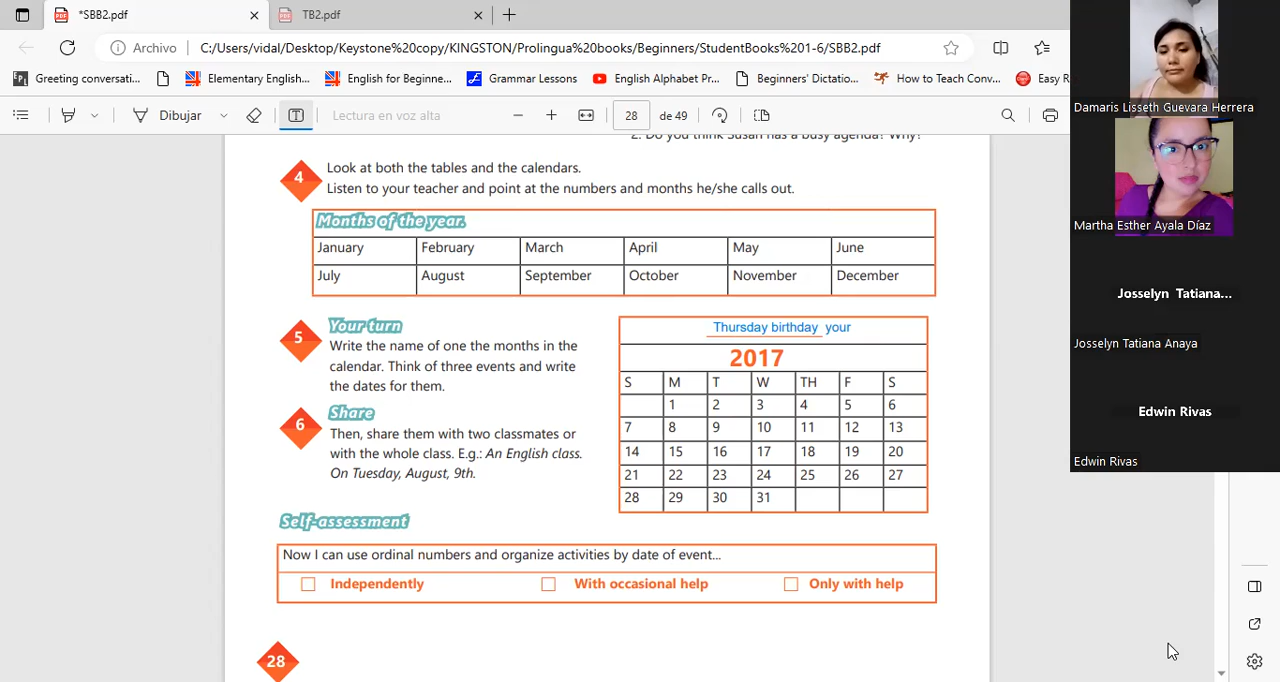 *SBB2.pdf
TB2.pdf
Archivo
C:/Users/vidal/Desktop/Keystone%20copy/KINGSTON/Prolingua%20books/Beginners/StudentBooks%201-6/SBB2.pdf
Greeting conversati...
Elementary English...
English for Beginne...
Grammar Lessons
English Alphabet Pr...
Beginners' Dictatio...
How to Teach Conv...
Easy R
Dibujar
Lectura en voz alta
28
de 49
2. Do you think Susan has a busy agenda? Why?
4
Look at both the tables and the calendars.
Listen to your teacher and point at the numbers and months he/she calls out.
Months of the year.
January February March April May June
July August September October November December
5
Your turn
Write the name of one the months in the
calendar. Think of three events and write
the dates for them.
6
Share
Then, share them with two classmates or
with the whole class. E.g.: An English class.
On Tuesday, August, 9th.
Thursday birthday your
2017
S M T W TH F S
1 2 3 4 5 6
7 8 9 10 11 12 13
14 15 16 17 18 19 20
21 22 23 24 25 26 27
28 29 30 31
Self-assessment
Now I can use ordinal numbers and organize activities by date of event...
Independently
With occasional help
Only with help
28
Damaris Lisseth Guevara Herrera
Martha Esther Ayala Díaz
Josselyn Tatiana...
Josselyn Tatiana Anaya
Edwin Rivas
Edwin Rivas